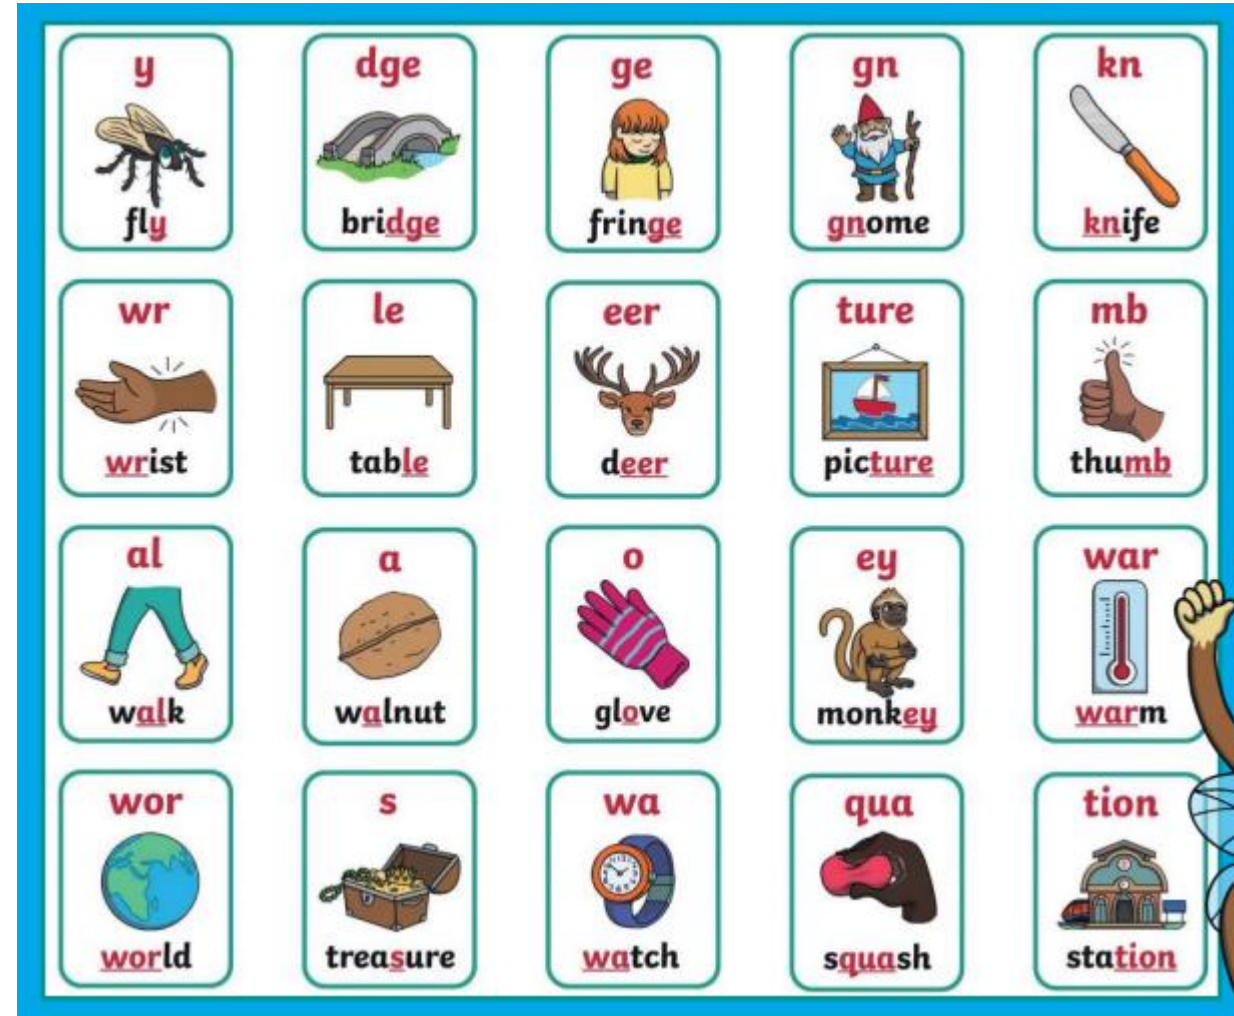 y
dge
ge
gn
kn
fly
bridge
fringe
gnome
knife
wr
le
eer
ture
mb
wrist
table
deer
picture
thumb
al
a
o
ey
war
walk
walnut
glove
monkey
warm
wor
s
wa
qua
tion
world
treasure
watch
squash
station